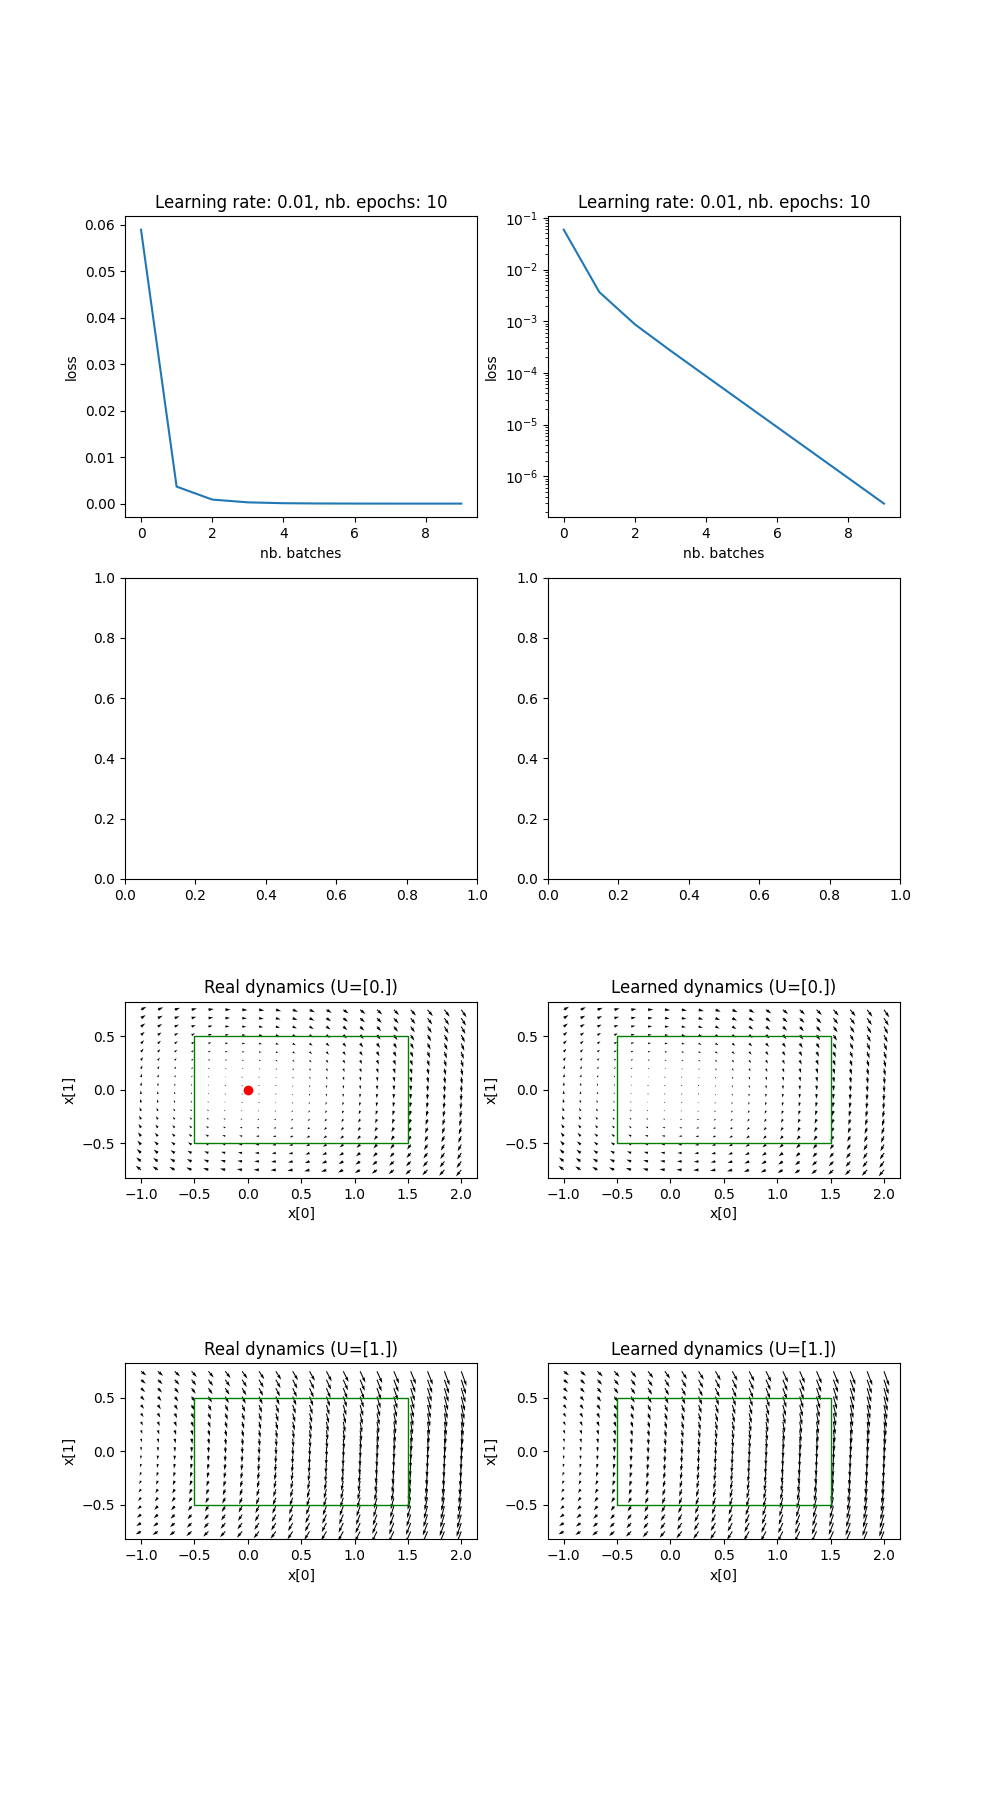 Learning rate: 0.01, nb. epochs: 10
Learning rate: 0.01, nb. epochs: 10
0.06
0.05
0.04
0.03
0.02
0.01
0.00
loss
0 2 4 6 8
nb. batches
10⁻¹
10⁻²
10⁻³
10⁻⁴
10⁻⁵
10⁻⁶
loss
0 2 4 6 8
nb. batches
1.0
0.8
0.6
0.4
0.2
0.0
0.0 0.2 0.4 0.6 0.8 1.0
1.0
0.8
0.6
0.4
0.2
0.0
0.0 0.2 0.4 0.6 0.8 1.0
Real dynamics (U=[0.])
0.5
0.0
−0.5
x[1]
−1.0 −0.5 0.0 0.5 1.0 1.5 2.0
x[0]
Learned dynamics (U=[0.])
0.5
0.0
−0.5
x[1]
−1.0 −0.5 0.0 0.5 1.0 1.5 2.0
x[0]
Real dynamics (U=[1.])
0.5
0.0
−0.5
x[1]
−1.0 −0.5 0.0 0.5 1.0 1.5 2.0
x[0]
Learned dynamics (U=[1.])
0.5
0.0
−0.5
x[1]
−1.0 −0.5 0.0 0.5 1.0 1.5 2.0
x[0]